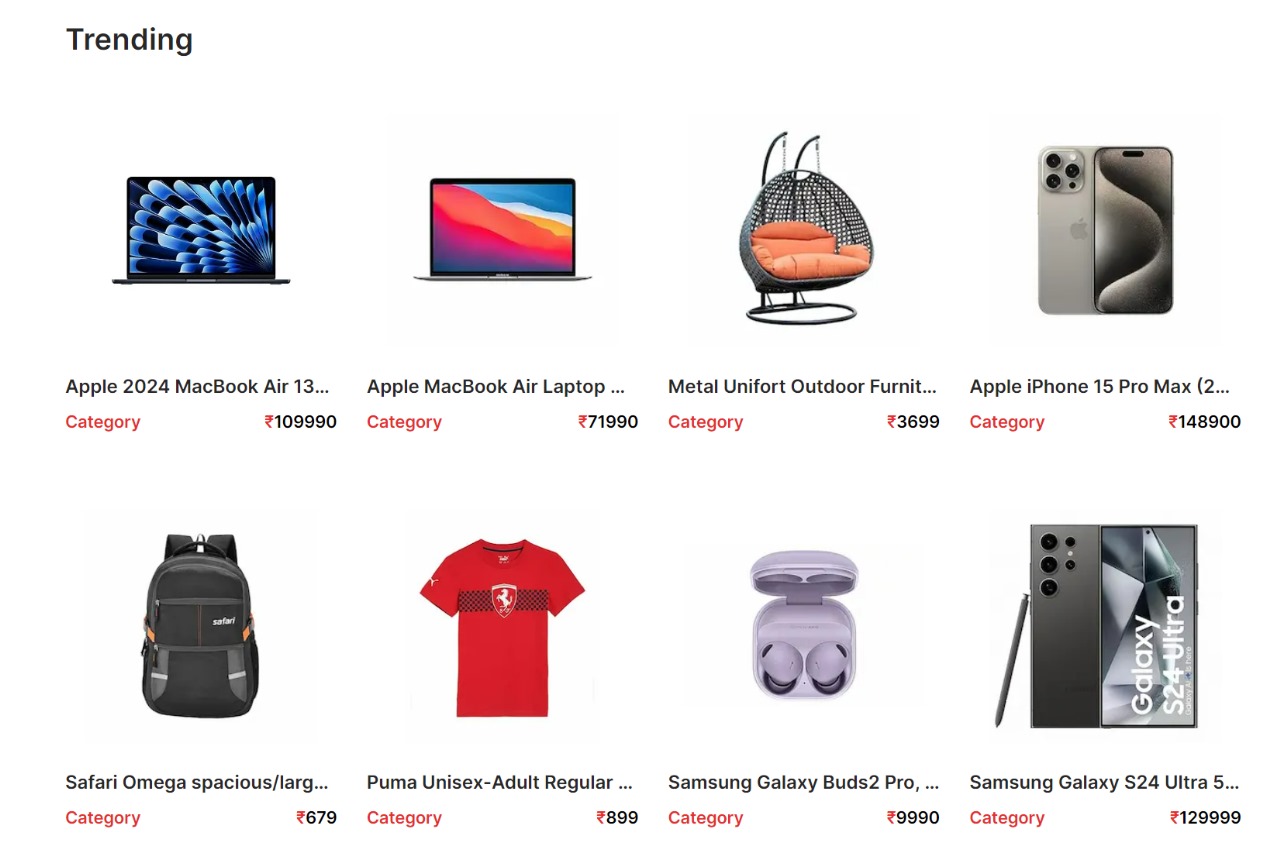 Trending
Apple 2024 MacBook Air 13...
Category ₹109990
Apple MacBook Air Laptop ...
Category ₹71990
Metal Unifort Outdoor Furnit...
Category ₹3699
Apple iPhone 15 Pro Max (2...
Category ₹148900
safari
Safari Omega spacious/larg...
Category ₹679
Puma Unisex-Adult Regular ...
Category ₹899
Samsung Galaxy Buds2 Pro, ...
Category ₹9990
Galaxy
S24 Ultra
Samsung Galaxy S24 Ultra 5...
Category ₹129999